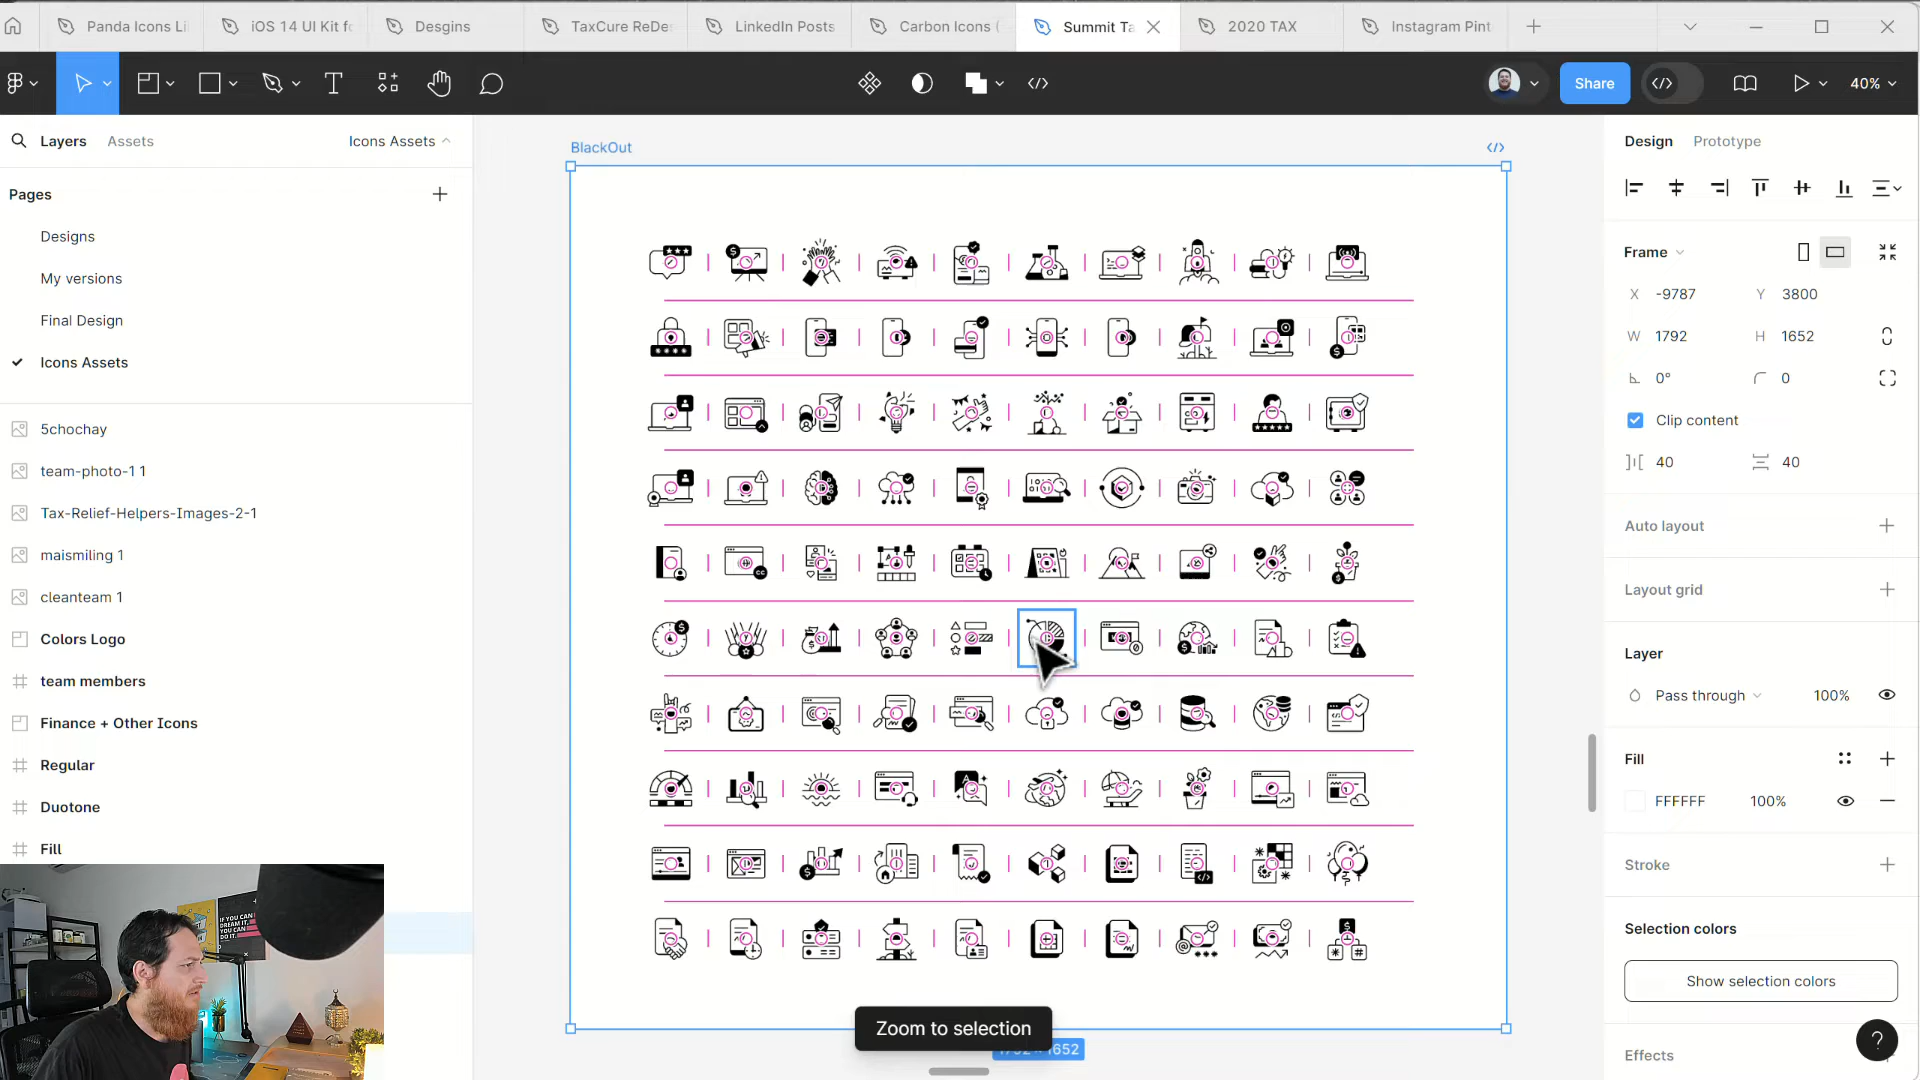 Panda Icons Li
iOS 14 UI Kit fo
Desgins
TaxCure ReDe
LinkedIn Posts
Carbon Icons (
Summit Ta
2020 TAX
Instagram Pint
Share
40%
Layers
Assets
Icons Assets
Pages
Designs
My versions
Final Design
Icons Assets
5chochay
team-photo-1 1
Tax-Relief-Helpers-Images-2-1
maismiling 1
cleanteam 1
Colors Logo
team members
Finance + Other Icons
Regular
Duotone
Fill
IF YOU CAN
DREAM IT.
YOU CAN
DO IT.
BlackOut
Zoom to selection
1792 × 1652
Design
Prototype
Frame
X -9787
Y 3800
W 1792
H 1652
0°
0
Clip content
40
40
Auto layout
Layout grid
Layer
Pass through
100%
Fill
FFFFFF
100%
Stroke
Selection colors
Show selection colors
Effects
?